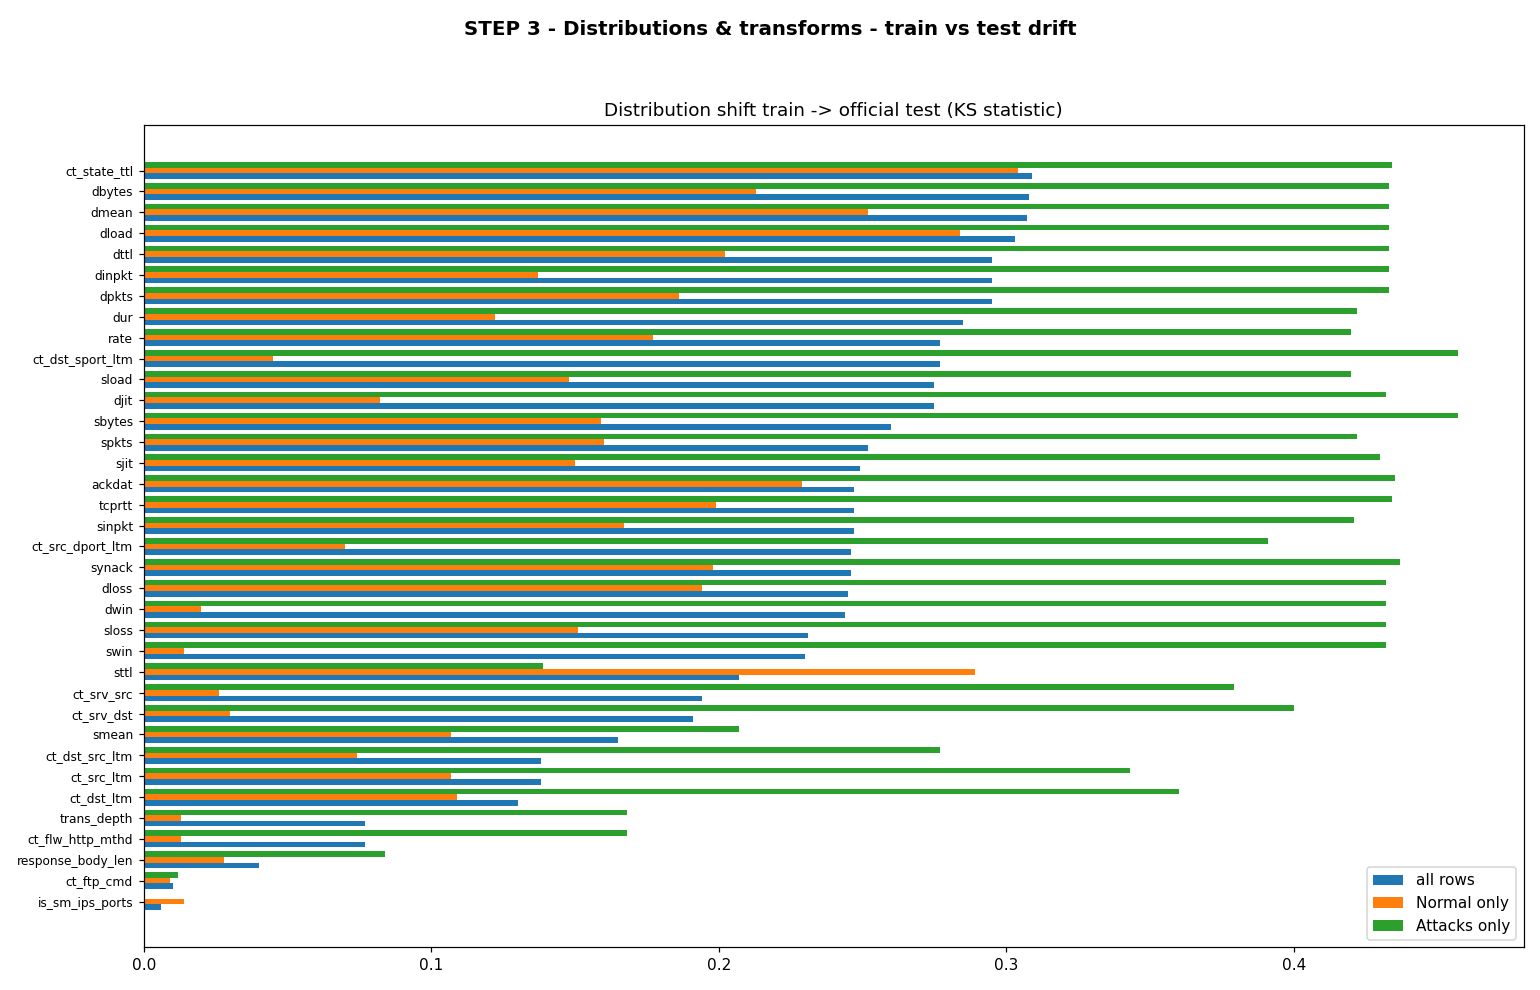 STEP 3 - Distributions & transforms - train vs test drift
Distribution shift train -> official test (KS statistic)
ct_state_ttl
dbytes
dmean
dload
dttl
dinpkt
dpkts
dur
rate
ct_dst_sport_ltm
sload
djit
sbytes
spkts
sjit
ackdat
tcprtt
sinpkt
ct_src_dport_ltm
synack
dloss
dwin
sloss
swin
sttl
ct_srv_src
ct_srv_dst
smean
ct_dst_src_ltm
ct_src_ltm
ct_dst_ltm
trans_depth
ct_flw_http_mthd
response_body_len
ct_ftp_cmd
is_sm_ips_ports
all rows
Normal only
Attacks only
0.0 0.1 0.2 0.3 0.4